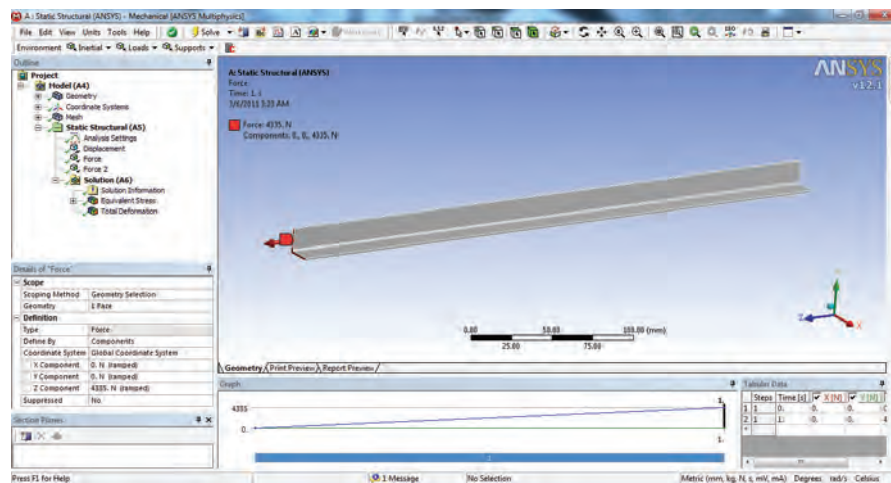 A : Static Structural (ANSYS) - Mechanical [ANSYS Multiphysics]
File Edit View Units Tools Help Solve
Environment Inertial Loads Supports
Outline
Project
Model (A4)
Geometry
Coordinate Systems
Mesh
Static Structural (A5)
Analysis Settings
Displacement
Force
Force 2
Solution (A6)
Solution Information
Equivalent Stress
Total Deformation
A: Static Structural (ANSYS)
Force
Time: 1. s
Force: 4335. N
Components: 0., 0., 4335. N
ANSYS
v12.1
0.00 50.00 100.00 (mm)
25.00 75.00
Geometry Print Preview Report Preview
Details of "Force"
Scope
Scoping Method Geometry Selection
Geometry 1 Face
Definition
Type Force
Define By Components
Coordinate System Global Coordinate System
X Component 0. N (ramped)
Y Component 0. N (ramped)
Z Component 4335. N (ramped)
Suppressed No
Section Planes
Graph
4335
0.
1.
1.
1
Tabular Data
Steps Time [s] X [N] Y [N]
1 1 0. 0. 0.
2 1 1. 0. 0.
*
Press F1 for Help
1 Message
No Selection
Metric (mm, kg, N, s, mV, mA) Degrees rad/s Celsius